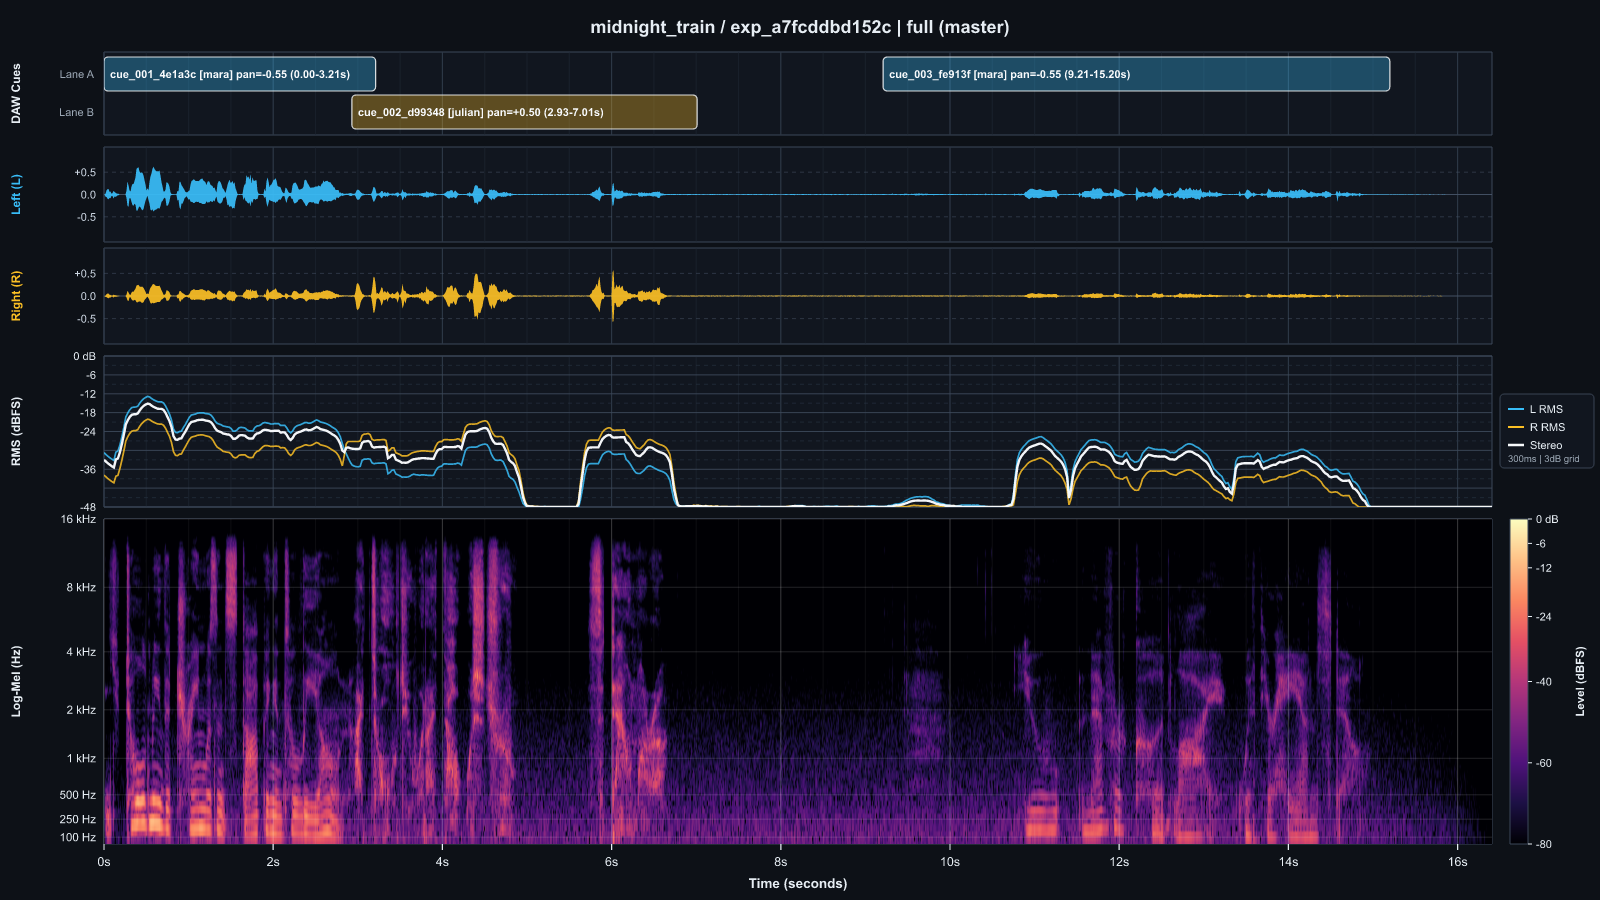 midnight_train / exp_a7fcddbd152c | full (master)
DAW Cues
Lane A
cue_001_4e1a3c [mara] pan=-0.55 (0.00-3.21s)
cue_003_fe913f [mara] pan=-0.55 (9.21-15.20s)
Lane B
cue_002_d99348 [julian] pan=+0.50 (2.93-7.01s)
Left (L)
+0.5
0.0
-0.5
Right (R)
+0.5
0.0
-0.5
RMS (dBFS)
0 dB
-6
-12
-18
-24
-36
-48
L RMS
R RMS
Stereo
300ms | 3dB grid
Log-Mel (Hz)
16 kHz
8 kHz
4 kHz
2 kHz
1 kHz
500 Hz
250 Hz
100 Hz
0 dB
-6
-12
-24
-40
-60
-80
Level (dBFS)
0s
2s
4s
6s
8s
10s
12s
14s
16s
Time (seconds)